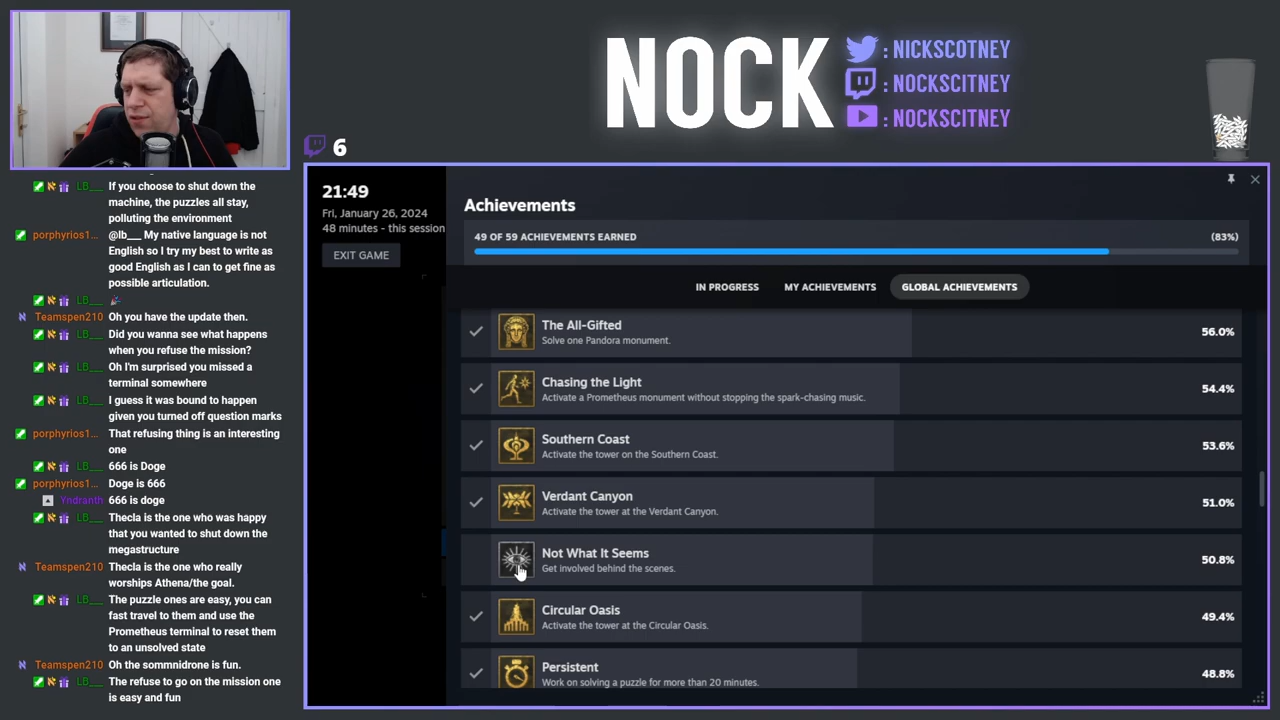 NOCK
: NICKSCOTNEY
: NOCKSCITNEY
: NOCKSCITNEY
6
LB__ If you choose to shut down the
machine, the puzzles all stay,
polluting the environment
porphyrios1... @lb__ My native language is not
English so I try my best to write as
good English as I can to get fine as
possible articulation.
LB__
Teamspen210 Oh you have the update then.
LB__ Did you wanna see what happens
when you refuse the mission?
LB__ Oh I'm surprised you missed a
terminal somewhere
LB__ I guess it was bound to happen
given you turned off question marks
porphyrios1... That refusing thing is an interesting
one
LB__ 666 is Doge
porphyrios1... Doge is 666
Yndranth 666 is doge
LB__ Thecla is the one who was happy
that you wanted to shut down the
megastructure
Teamspen210 Thecla is the one who really
worships Athena/the goal.
LB__ The puzzle ones are easy, you can
fast travel to them and use the
Prometheus terminal to reset them
to an unsolved state
Teamspen210 Oh the sommnidrone is fun.
LB__ The refuse to go on the mission one
is easy and fun
21:49
Fri, January 26, 2024
48 minutes - this session
EXIT GAME
Achievements
49 OF 59 ACHIEVEMENTS EARNED (83%)
IN PROGRESS MY ACHIEVEMENTS GLOBAL ACHIEVEMENTS
The All-Gifted
Solve one Pandora monument.
56.0%
Chasing the Light
Activate a Prometheus monument without stopping the spark-chasing music.
54.4%
Southern Coast
Activate the tower on the Southern Coast.
53.6%
Verdant Canyon
Activate the tower at the Verdant Canyon.
51.0%
Not What It Seems
Get involved behind the scenes.
50.8%
Circular Oasis
Activate the tower at the Circular Oasis.
49.4%
Persistent
Work on solving a puzzle for more than 20 minutes.
48.8%